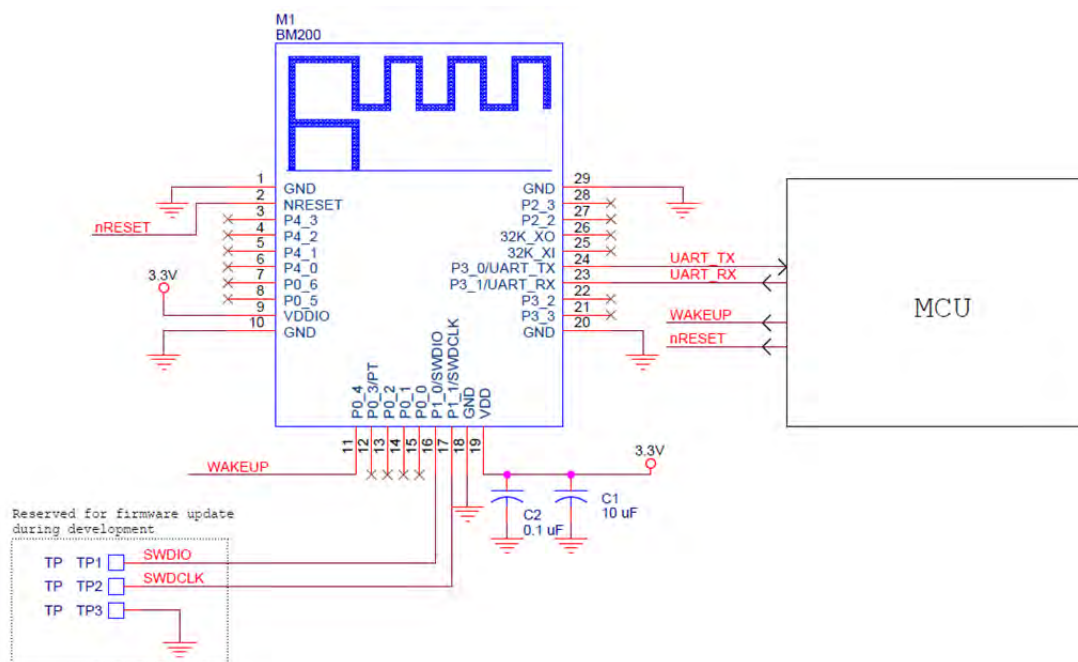 M1
BM200
1 GND
2 NRESET
3 P4_3
4 P4_2
5 P4_1
6 P4_0
7 P0_6
8 P0_5
9 VDDIO
10 GND
nRESET
3.3V
GND 29
P2_3 28
P2_2 27
32K_XO 26
32K_XI 25
P3_0/UART_TX 24
P3_1/UART_RX 23
P3_2 22
P3_3 21
GND 20
UART_TX
UART_RX
WAKEUP
nRESET
MCU
P0_4 11
P0_3/PT 12
P0_2 13
P0_1 14
P0_0 15
P1_0/SWDIO 16
P1_1/SWDCLK 17
GND 18
VDD 19
WAKEUP
3.3V
C2
0.1 uF
C1
10 uF
Reserved for firmware update
during development
TP TP1 SWDIO
TP TP2 SWDCLK
TP TP3